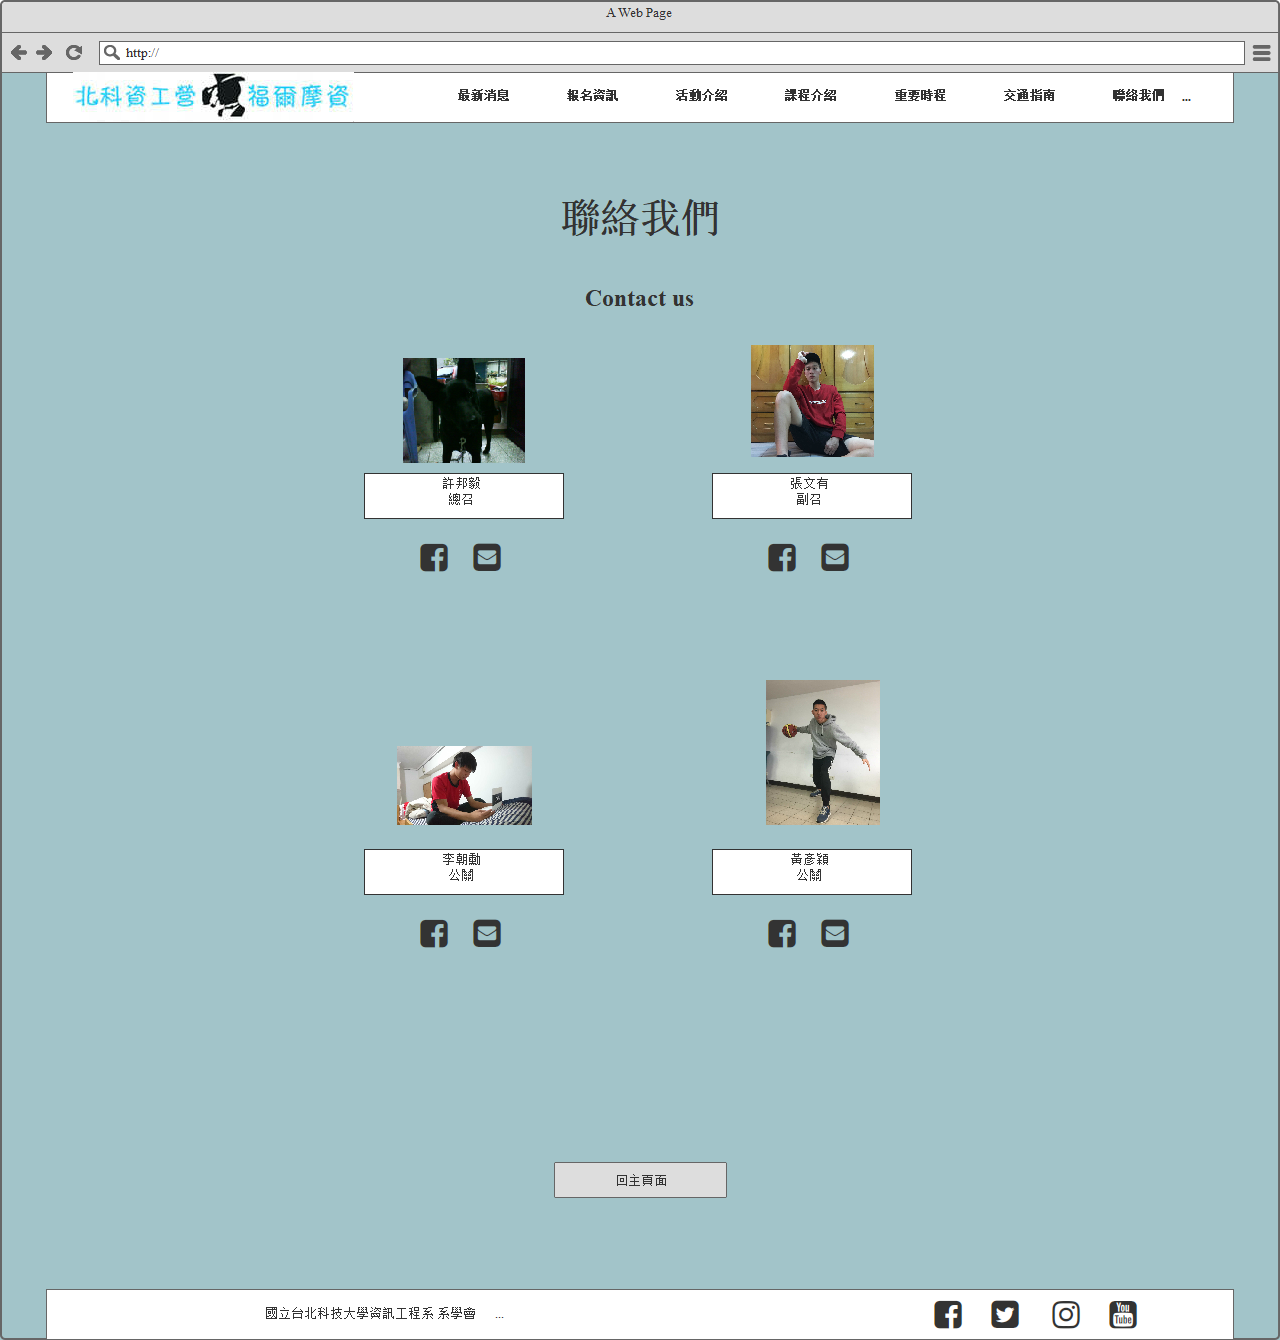 A Web Page
http://
北科資工營 福爾摩資
最新消息 報名資訊 活動介紹 課程介紹 重要時程 交通指南 聯絡我們 ...
聯絡我們
Contact us
許邦毅
總召
張文有
副召
李朝勳
公關
黃彥穎
公關
回主頁面
國立台北科技大學資訊工程系 系學會 ...
You
Tube